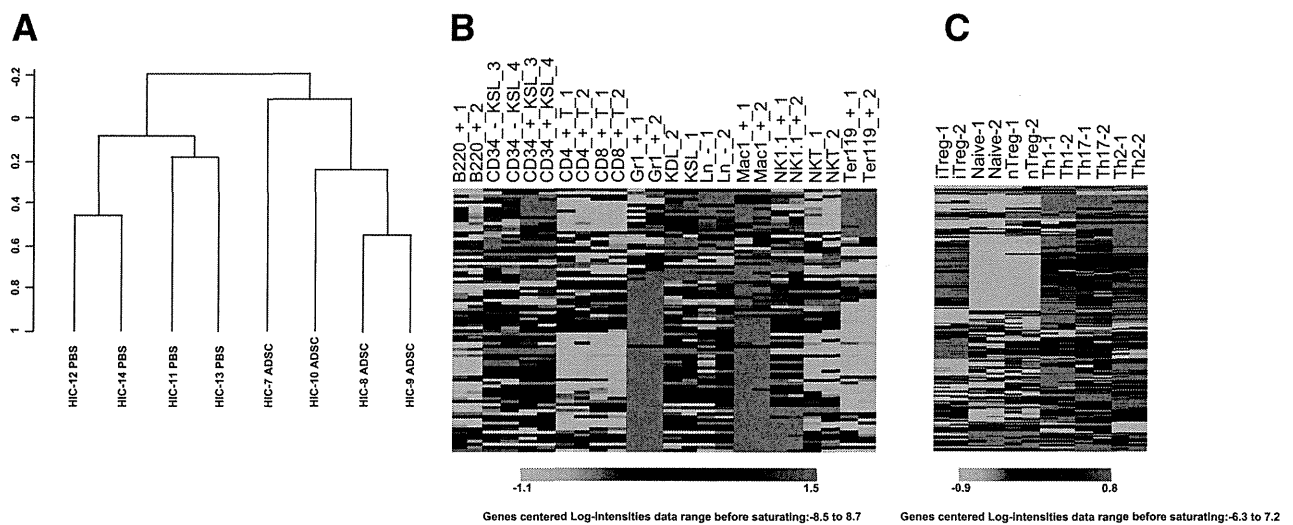 A
B
C
-0.2
0
0.2
0.4
0.6
0.8
1
HIC-12 PBS
HIC-14 PBS
HIC-11 PBS
HIC-13 PBS
HIC-7 ADSC
HIC-10 ADSC
HIC-8 ADSC
HIC-9 ADSC
B220_+_1
B220_+_2
CD34_-_KSL_3
CD34_-_KSL_4
CD34_+_KSL_3
CD34_+_KSL_4
CD4_+_T_1
CD4_+_T_2
CD8_+_T_1
CD8_+_T_2
Gr1_+_1
Gr1_+_2
KDL_2
KSL_1
Ln_-_1
Ln_-_2
Mac1_+_1
Mac1_+_2
NK1.1_+_1
NK1.1_+_2
NKT_1
NKT_2
Ter119_+_1
Ter119_+_2
-1.1
1.5
Genes centered Log-intensities data range before saturating:-8.5 to 8.7
iTreg-1
iTreg-2
Naive-1
Naive-2
nTreg-1
nTreg-2
Th1-1
Th1-2
Th17-1
Th17-2
Th2-1
Th2-2
-0.9
0.8
Genes centered Log-intensities data range before saturating:-6.3 to 7.2